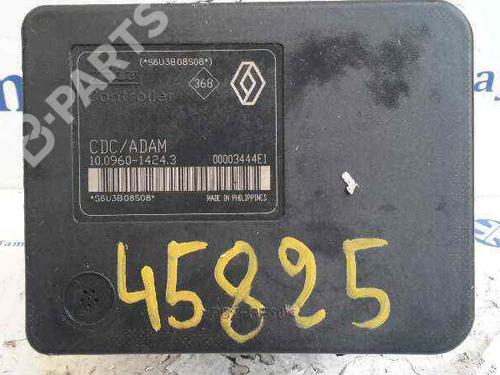 (*S6U3B08S08*)
Controller
368
CDC/ADAM
10.0960-1424.3
00003444E1
*S6U3B08S08*
MADE IN PHILIPPINES
45825
B-PARTS